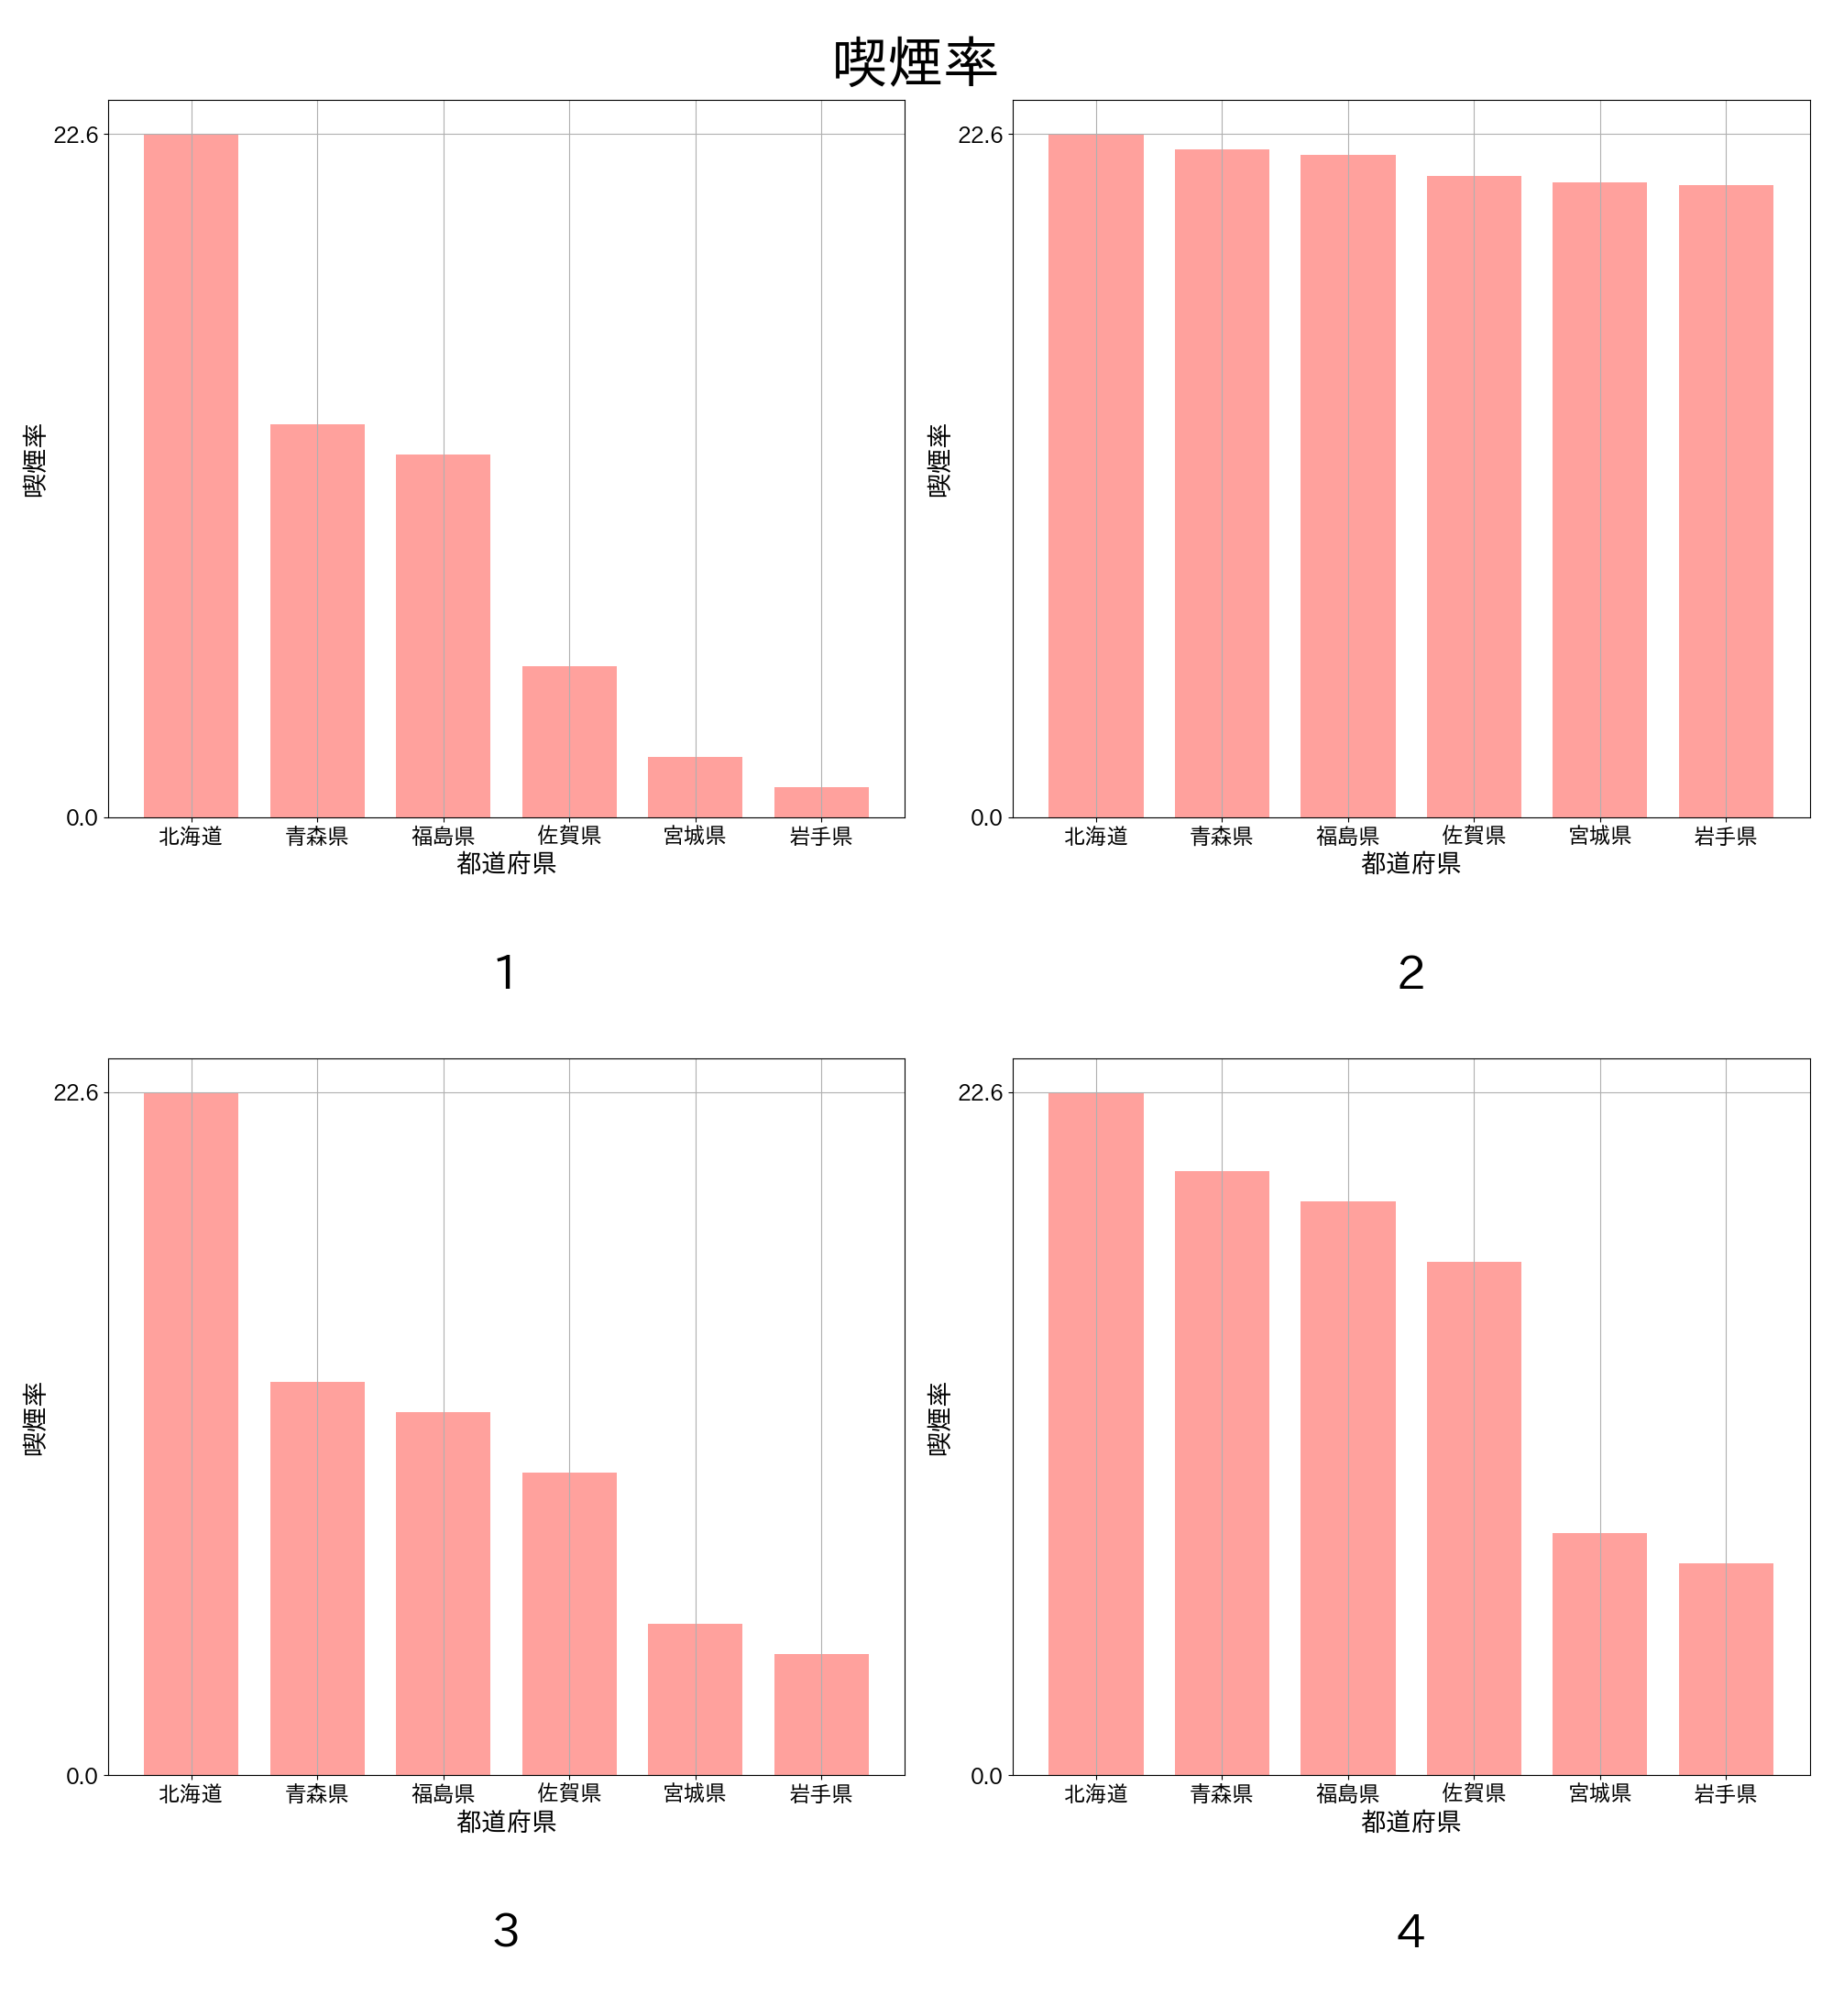 喫煙率
22.6
0.0
喫煙率
北海道 青森県 福島県 佐賀県 宮城県 岩手県
都道府県
1
22.6
0.0
喫煙率
北海道 青森県 福島県 佐賀県 宮城県 岩手県
都道府県
2
22.6
0.0
喫煙率
北海道 青森県 福島県 佐賀県 宮城県 岩手県
都道府県
3
22.6
0.0
喫煙率
北海道 青森県 福島県 佐賀県 宮城県 岩手県
都道府県
4